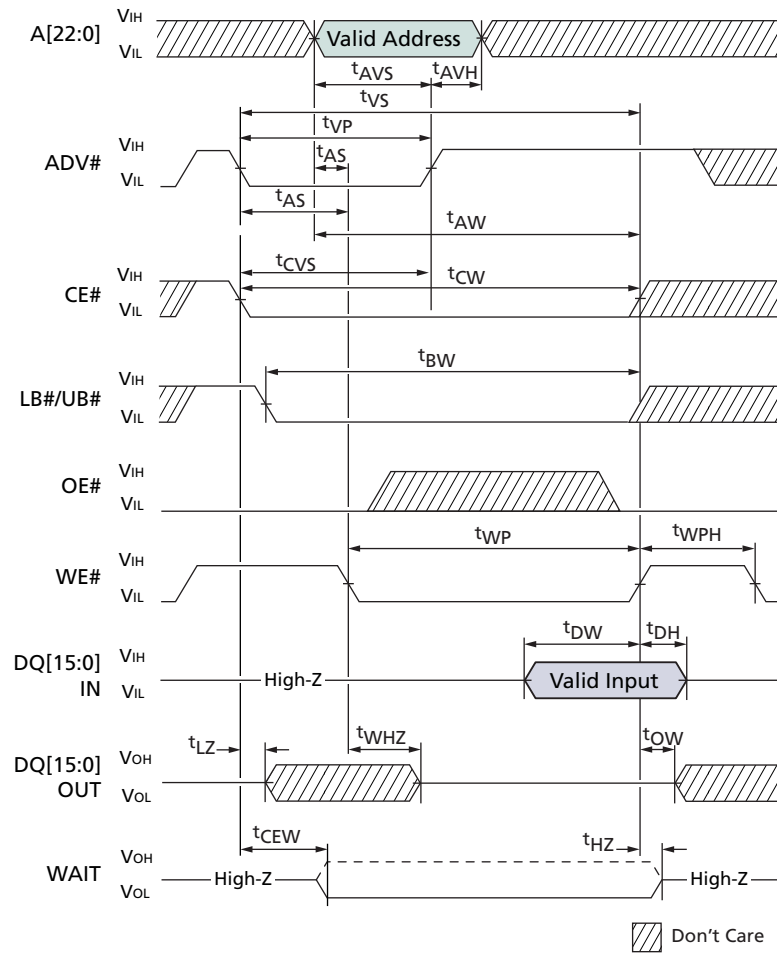 A[22:0]
VIH
VIL
Valid Address
tAVS
tAVH
tVS
tVP
ADV#
VIH
VIL
tAS
tAS
tAW
tCVS
tCW
CE#
VIH
VIL
tBW
LB#/UB#
VIH
VIL
OE#
VIH
VIL
tWP
tWPH
WE#
VIH
VIL
tDW
tDH
DQ[15:0]
IN
VIH
VIL
High-Z
Valid Input
tLZ
tWHZ
tOW
DQ[15:0]
OUT
VOH
VOL
tCEW
tHZ
WAIT
VOH
VOL
High-Z
High-Z
Don't Care